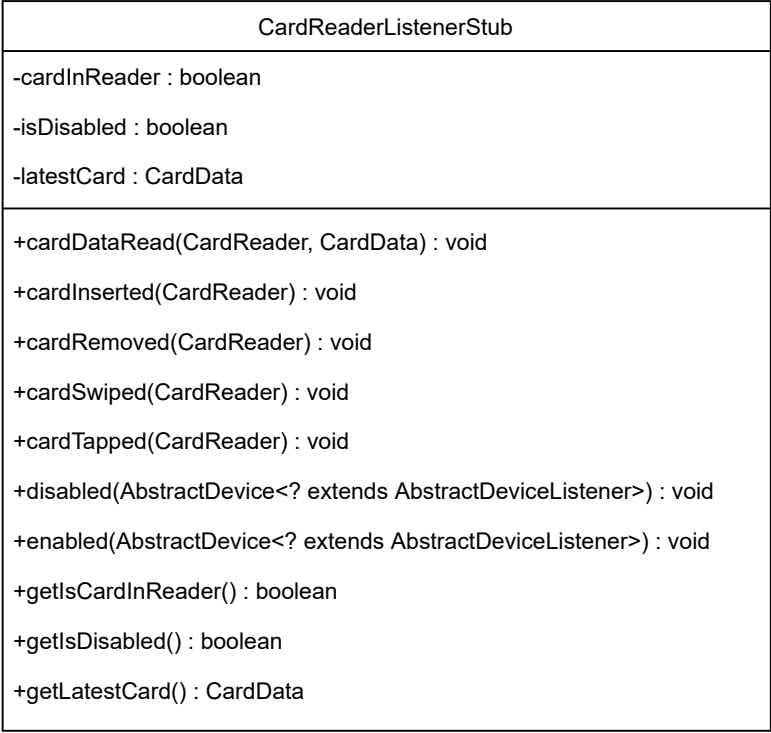 CardReaderListenerStub
-cardInReader : boolean
-isDisabled : boolean
-latestCard : CardData
+cardDataRead(CardReader, CardData) : void
+cardInserted(CardReader) : void
+cardRemoved(CardReader) : void
+cardSwiped(CardReader) : void
+cardTapped(CardReader) : void
+disabled(AbstractDevice<? extends AbstractDeviceListener>) : void
+enabled(AbstractDevice<? extends AbstractDeviceListener>) : void
+getIsCardInReader() : boolean
+getIsDisabled() : boolean
+getLatestCard() : CardData